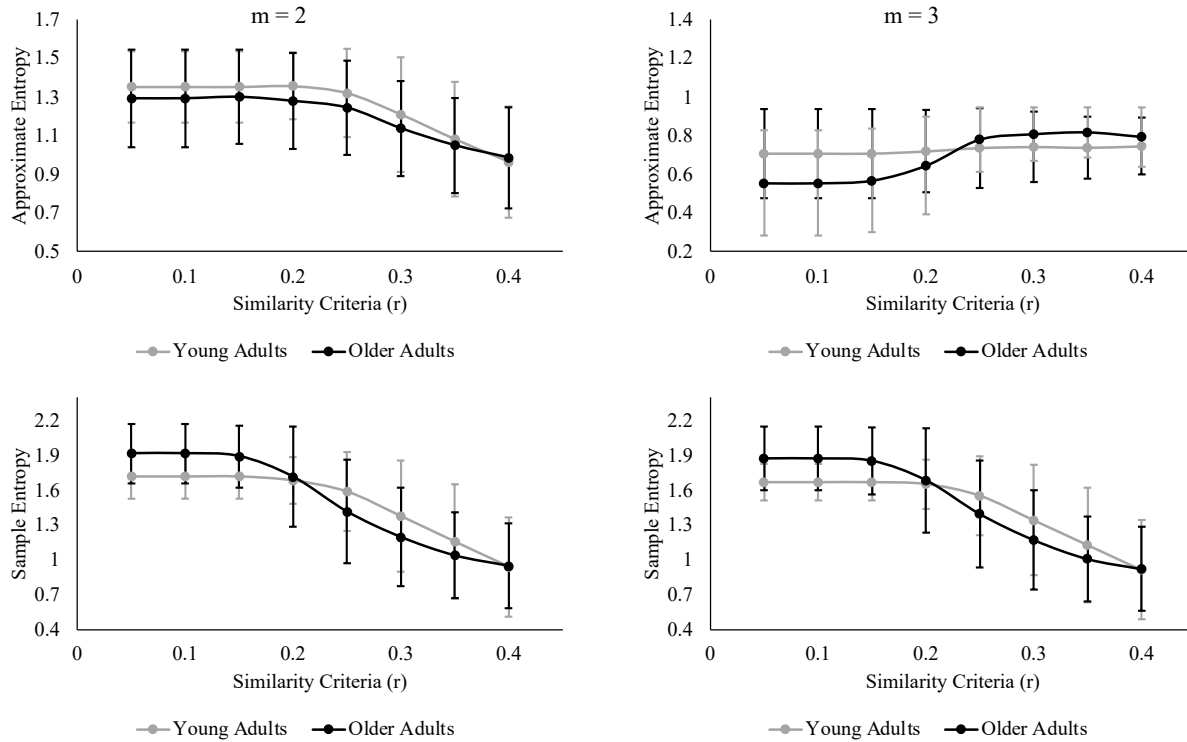 m = 2
Approximate Entropy
1.7
1.5
1.3
1.1
0.9
0.7
0.5
0 0.1 0.2 0.3 0.4
Similarity Criteria (r)
Young Adults Older Adults
m = 3
Approximate Entropy
1.4
1.2
1
0.8
0.6
0.4
0.2
0 0.1 0.2 0.3 0.4
Similarity Criteria (r)
Young Adults Older Adults
Sample Entropy
2.2
1.9
1.6
1.3
1
0.7
0.4
0 0.1 0.2 0.3 0.4
Similarity Criteria (r)
Young Adults Older Adults
Sample Entropy
2.2
1.9
1.6
1.3
1
0.7
0.4
0 0.1 0.2 0.3 0.4
Similarity Criteria (r)
Young Adults Older Adults